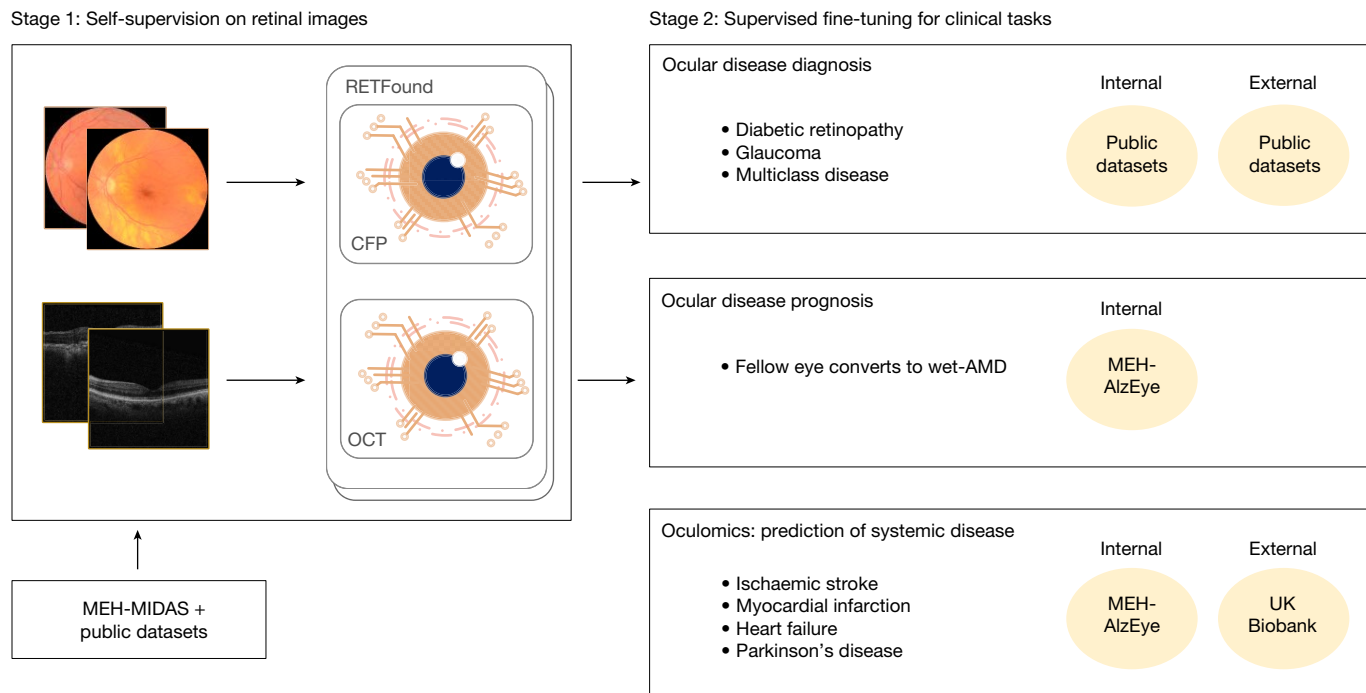 Stage 1: Self-supervision on retinal images
RETFound
CFP
OCT
MEH-MIDAS +
public datasets
Stage 2: Supervised fine-tuning for clinical tasks
Ocular disease diagnosis
• Diabetic retinopathy
• Glaucoma
• Multiclass disease
Internal
Public
datasets
External
Public
datasets
Ocular disease prognosis
• Fellow eye converts to wet-AMD
Internal
MEH-
AlzEye
Oculomics: prediction of systemic disease
• Ischaemic stroke
• Myocardial infarction
• Heart failure
• Parkinson's disease
Internal
MEH-
AlzEye
External
UK
Biobank